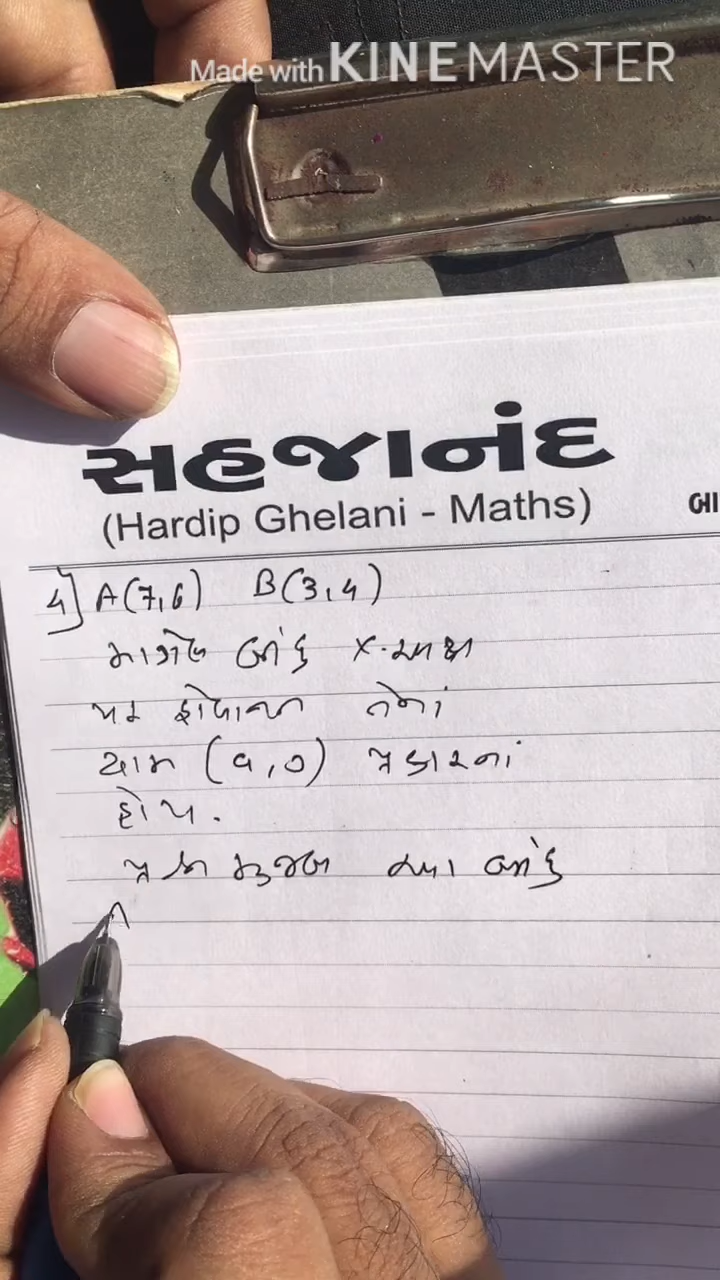 Made with KINEMASTER
સહજાનંદ
(Hardip Ghelani - Maths)
બા
4] A(7,6) B(3,4)
માગેલ બિંદુ X-અક્ષ
પર હોવાથી તેનાં
યામ (a,0) પ્રકારનાં
હોય.
પ્રશ્ન મુજબ આ બિંદુ
A